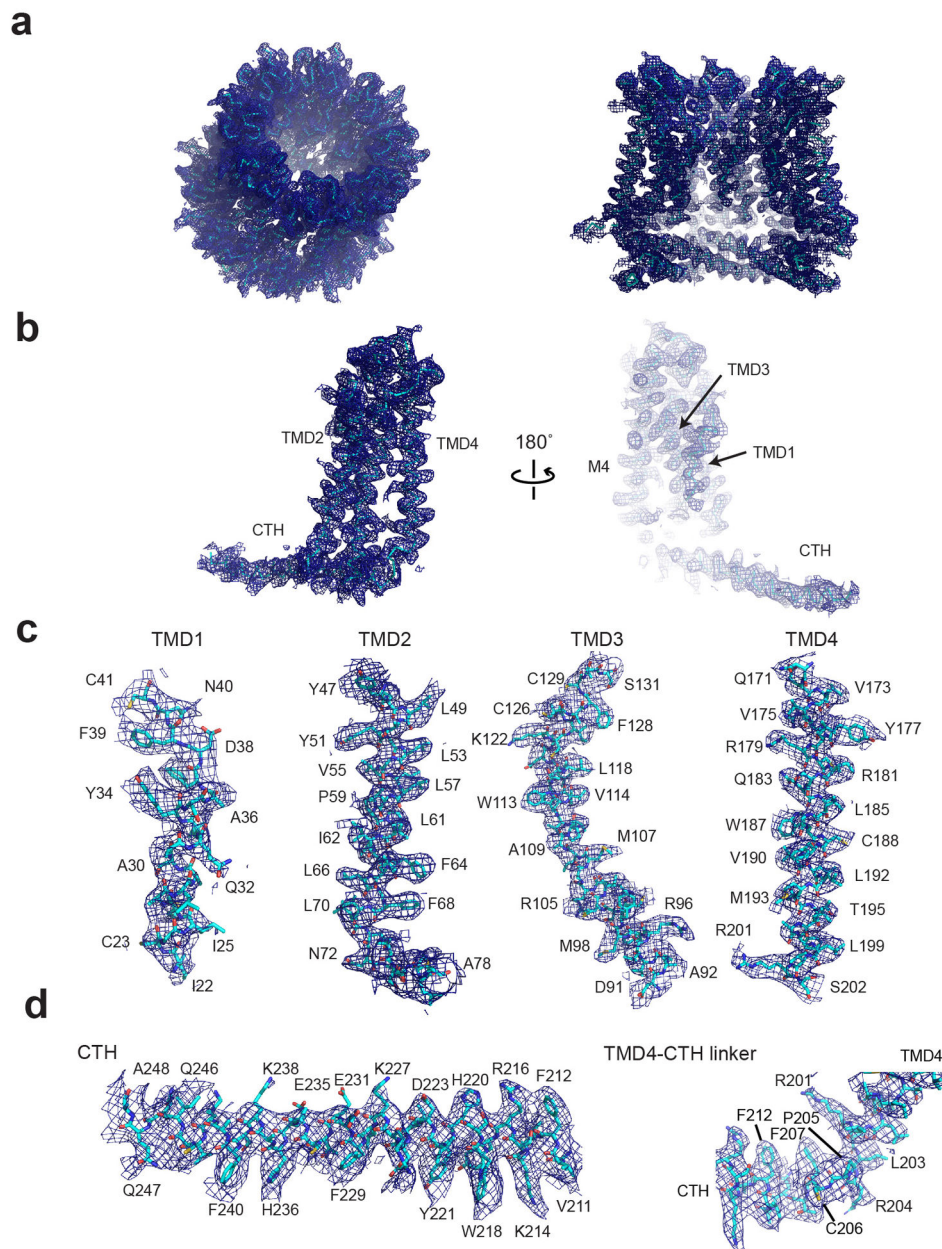 a
b
TMD2
TMD4
CTH
180°
M4
TMD3
TMD1
CTH
c
TMD1
C41
N40
F39
D38
Y34
A36
A30
Q32
C23
I25
I22
TMD2
Y47
L49
Y51
L53
V55
L57
P59
L61
I62
F64
L66
F68
L70
N72
A78
TMD3
C129
S131
C126
F128
K122
L118
W113
V114
M107
A109
R105
R96
M98
A92
D91
TMD4
Q171
V173
V175
Y177
R179
R181
Q183
L185
W187
C188
V190
L192
M193
T195
R201
L199
S202
d
CTH
A248
Q246
K238
E235
E231
K227
D223
H220
R216
F212
Q247
F240
H236
F229
Y221
W218
K214
V211
TMD4-CTH linker
TMD4
R201
F212
P205
F207
L203
CTH
R204
C206